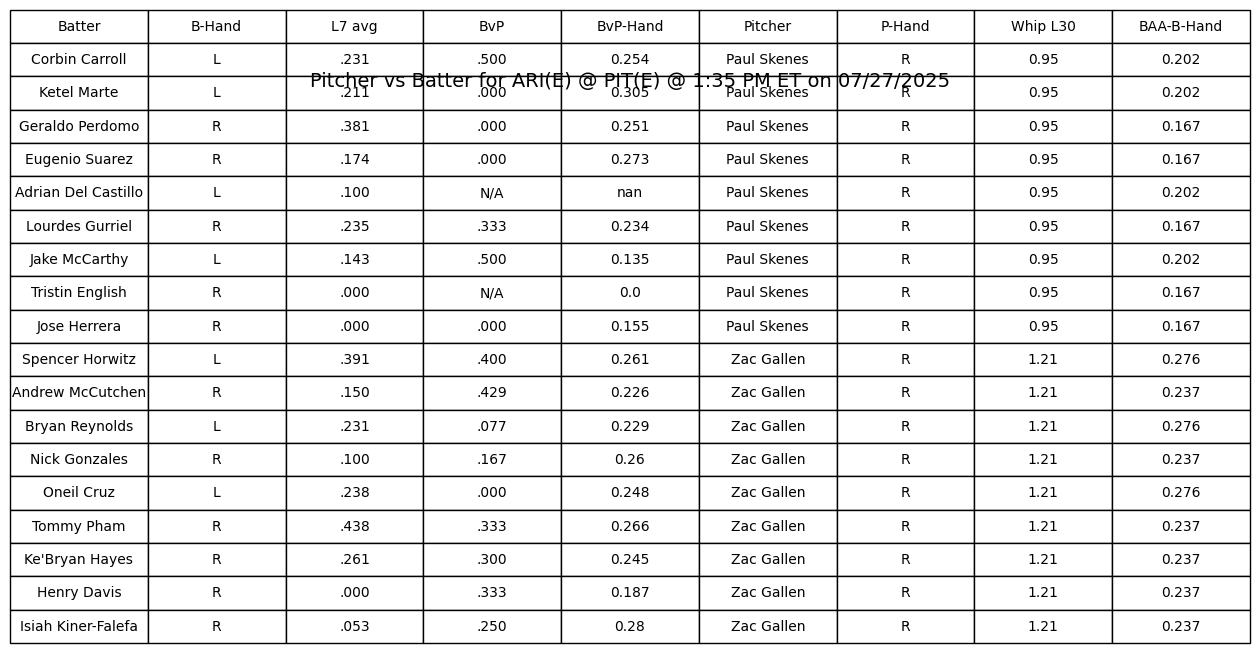 Batter B-Hand L7 avg BvP BvP-Hand Pitcher P-Hand Whip L30 BAA-B-Hand
Corbin Carroll L .231 .500 0.254 Paul Skenes R 0.95 0.202
Pitcher vs Batter for ARI(E) @ PIT(E) @ 1:35 PM ET on 07/27/2025
Ketel Marte L .211 .000 0.305 Paul Skenes R 0.95 0.202
Geraldo Perdomo R .381 .000 0.251 Paul Skenes R 0.95 0.167
Eugenio Suarez R .174 .000 0.273 Paul Skenes R 0.95 0.167
Adrian Del Castillo L .100 N/A nan Paul Skenes R 0.95 0.202
Lourdes Gurriel R .235 .333 0.234 Paul Skenes R 0.95 0.167
Jake McCarthy L .143 .500 0.135 Paul Skenes R 0.95 0.202
Tristin English R .000 N/A 0.0 Paul Skenes R 0.95 0.167
Jose Herrera R .000 .000 0.155 Paul Skenes R 0.95 0.167
Spencer Horwitz L .391 .400 0.261 Zac Gallen R 1.21 0.276
Andrew McCutchen R .150 .429 0.226 Zac Gallen R 1.21 0.237
Bryan Reynolds L .231 .077 0.229 Zac Gallen R 1.21 0.276
Nick Gonzales R .100 .167 0.26 Zac Gallen R 1.21 0.237
Oneil Cruz L .238 .000 0.248 Zac Gallen R 1.21 0.276
Tommy Pham R .438 .333 0.266 Zac Gallen R 1.21 0.237
Ke'Bryan Hayes R .261 .300 0.245 Zac Gallen R 1.21 0.237
Henry Davis R .000 .333 0.187 Zac Gallen R 1.21 0.237
Isiah Kiner-Falefa R .053 .250 0.28 Zac Gallen R 1.21 0.237